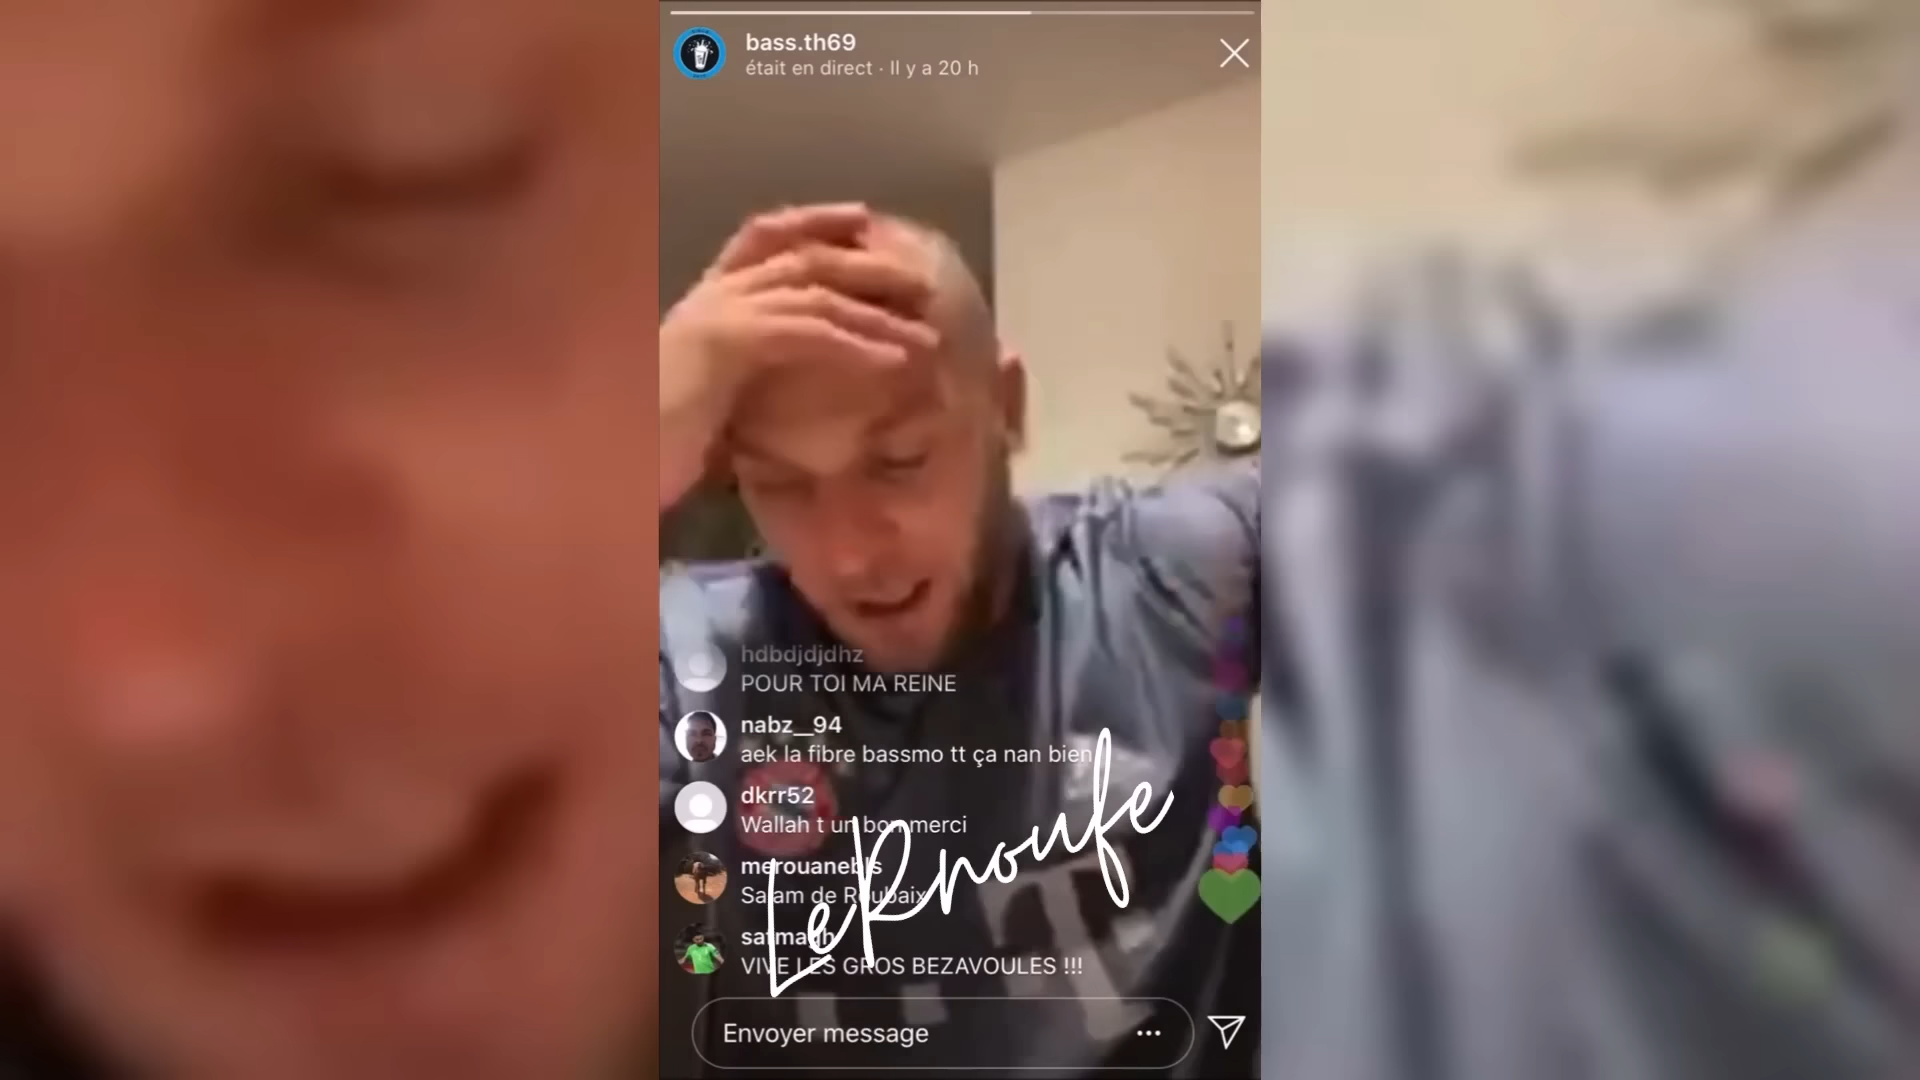 bass.th69
était en direct · Il y a 20 h
hdbdjdjdhz
POUR TOI MA REINE
nabz__94
aek la fibre bassmo tt ça nan bien
dkrr52
Wallah t un bon merci
merouanebls
Salam de Roubaix
VIVE LES GROS BEZAVOULES !!!
LeRnoufe
Envoyer message